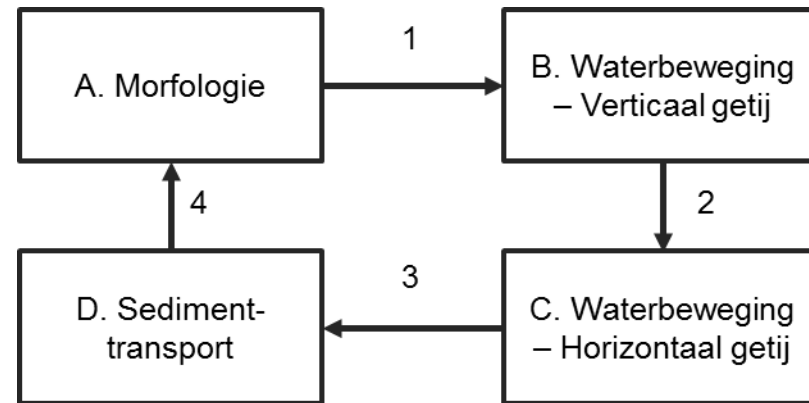 1
A. Morfologie
B. Waterbeweging
– Verticaal getij
4
2
3
D. Sediment-
transport
C. Waterbeweging
– Horizontaal getij